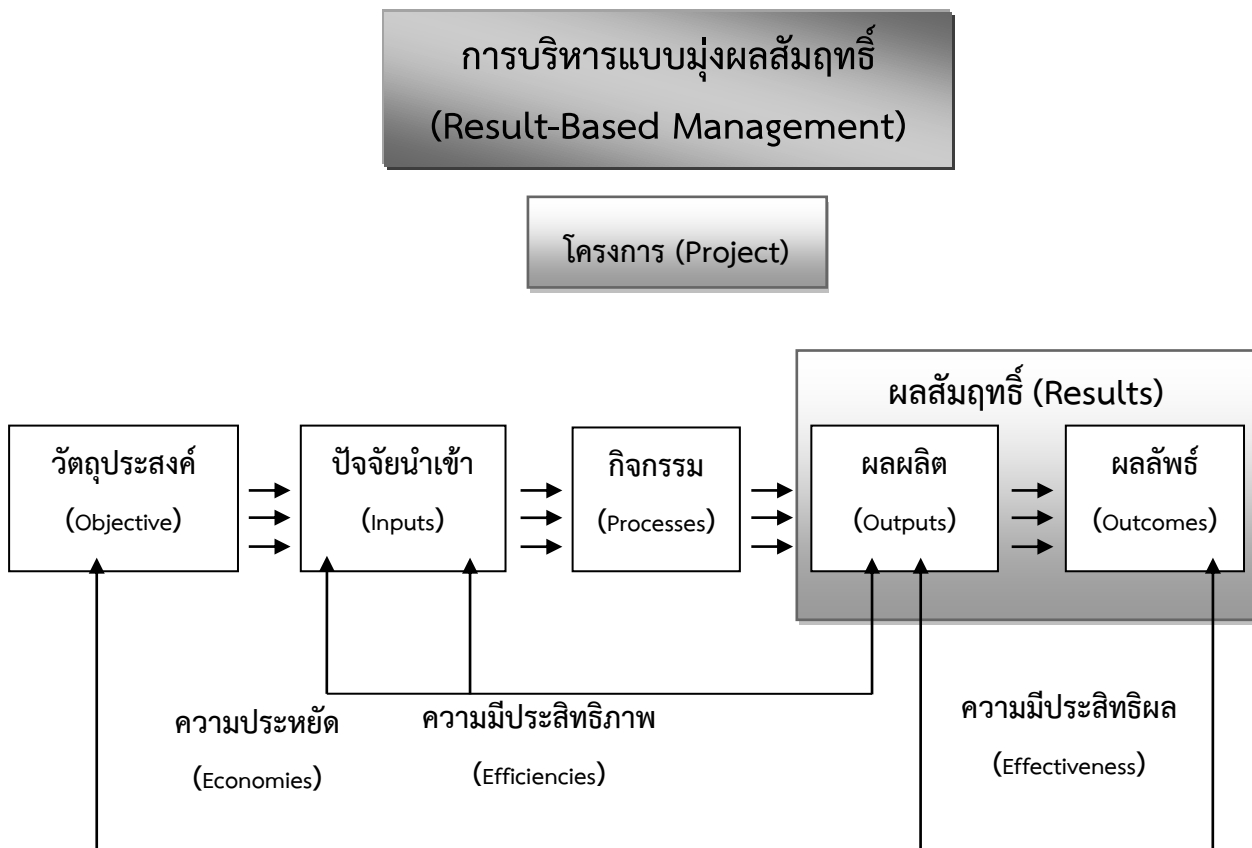 การบริหารแบบมุ่งผลสัมฤทธิ์
(Result-Based Management)
โครงการ (Project)
ผลสัมฤทธิ์ (Results)
วัตถุประสงค์
(Objective)
ปัจจัยนำเข้า
(Inputs)
กิจกรรม
(Processes)
ผลผลิต
(Outputs)
ผลลัพธ์
(Outcomes)
ความประหยัด
(Economies)
ความมีประสิทธิภาพ
(Efficiencies)
ความมีประสิทธิผล
(Effectiveness)